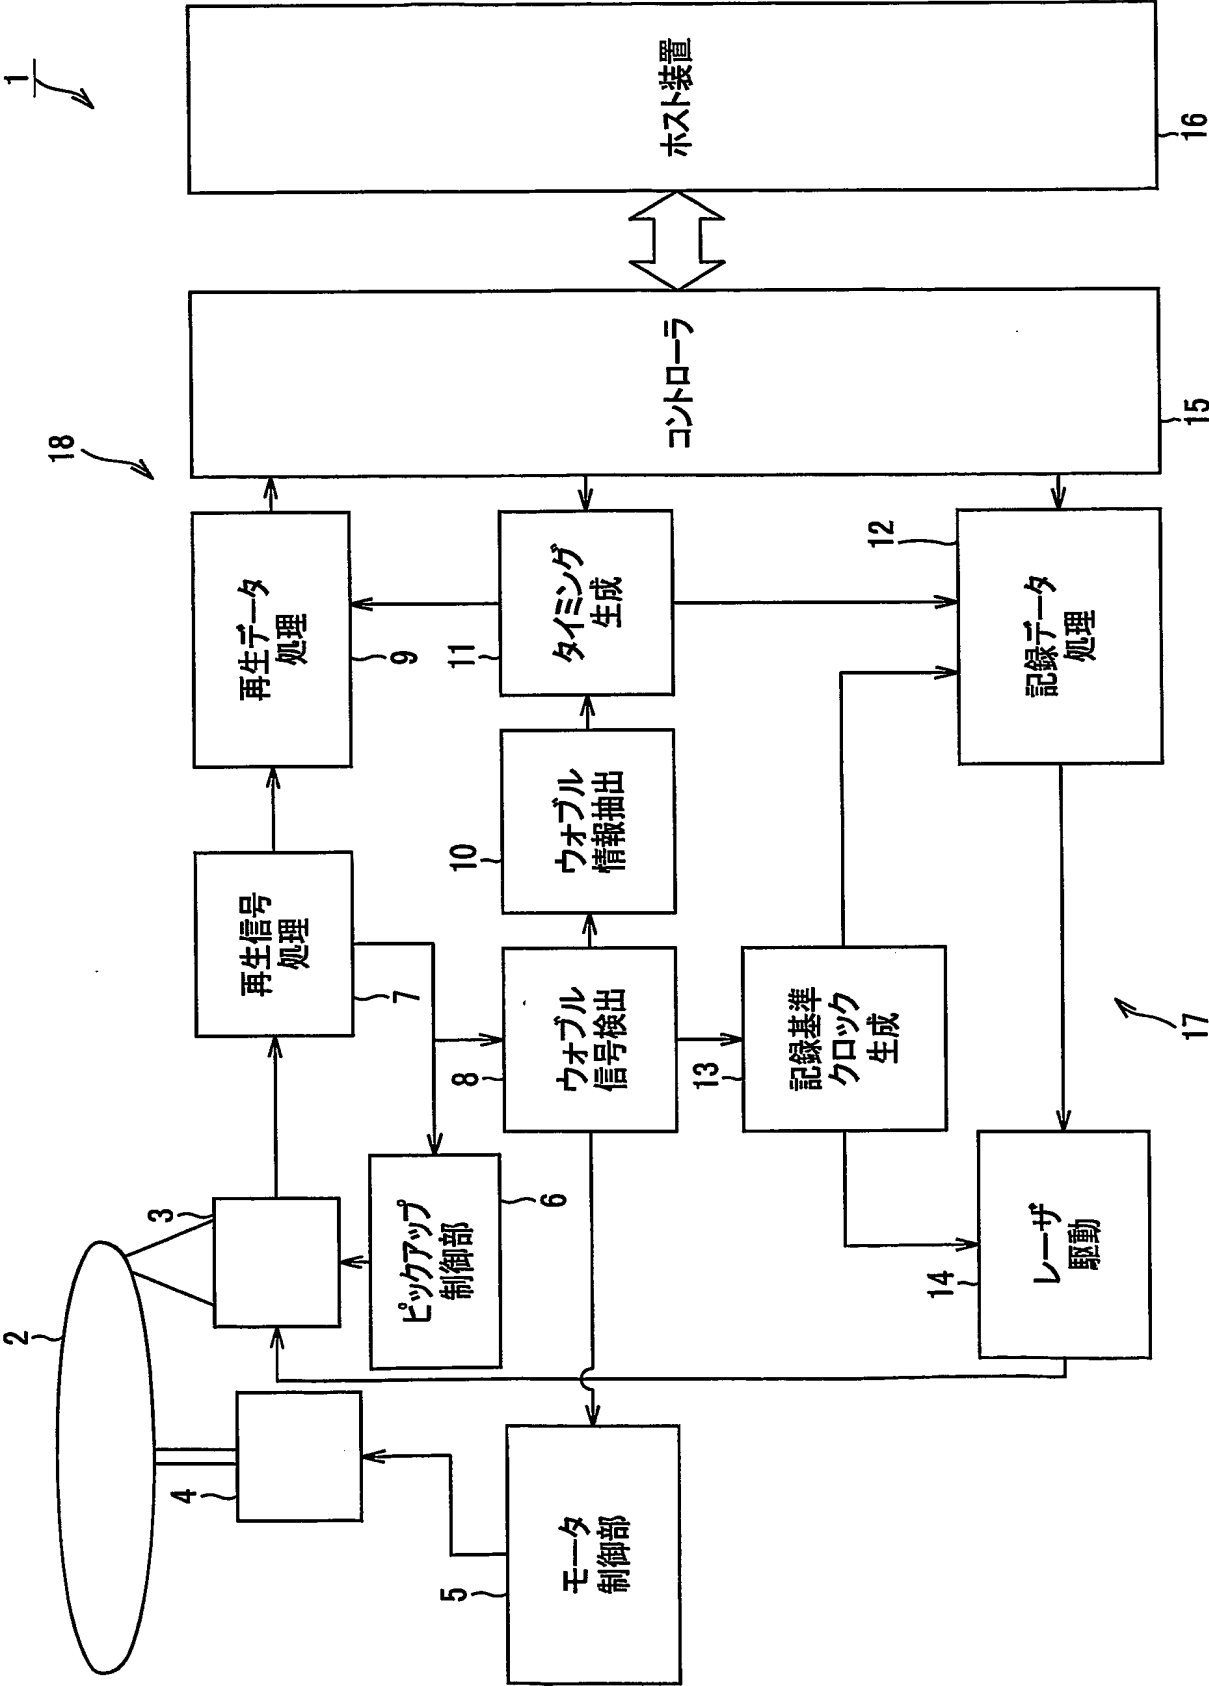 1
2
3
4
18
再生信号
処理
7
再生データ
処理
9
ピックアップ
制御部
6
5
モータ
制御部
8
ウォブル
信号検出
10
ウォブル
情報抽出
11
タイミング
生成
コントローラ
15
ホスト装置
16
13
記録基準
クロック
生成
12
記録データ
処理
14
レーザ
駆動
17